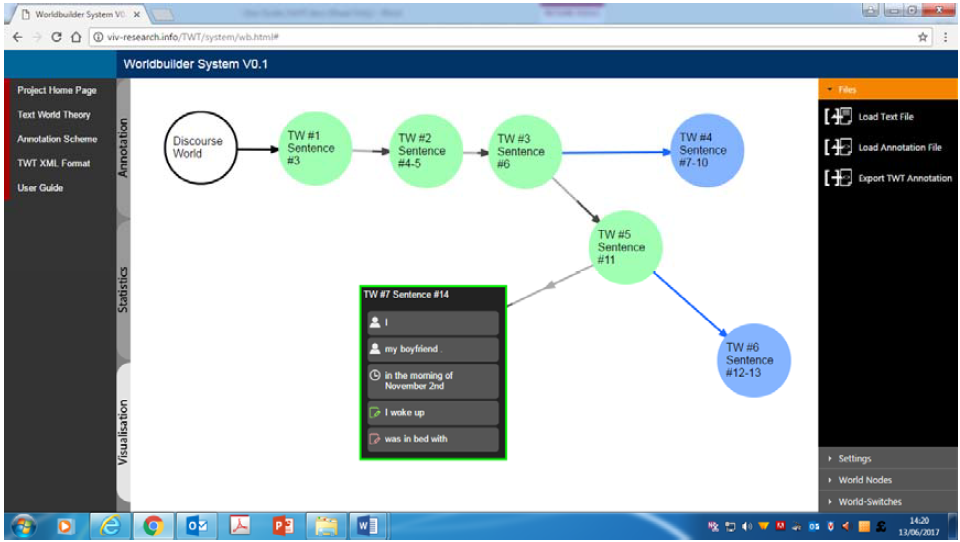 Worldbuilder System V0.
viv-research.info/TWT/system/wb.html#
Worldbuilder System V0.1
Project Home Page
Text World Theory
Annotation Scheme
TWT XML Format
User Guide
Annotation
Statistics
Visualisation
Discourse
World
TW #1
Sentence
#3
TW #2
Sentence
#4-5
TW #3
Sentence
#6
TW #4
Sentence
#7-10
TW #5
Sentence
#11
TW #6
Sentence
#12-13
TW #7 Sentence #14
I
my boyfriend .
in the morning of
November 2nd
I woke up
was in bed with
Files
Load Text File
Load Annotation File
Export TWT Annotation
Settings
World Nodes
World-Switches
14:20
13/06/2017